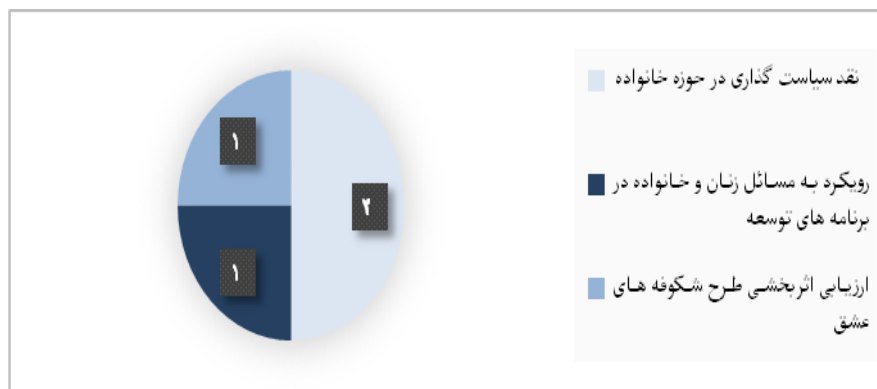 نقد سیاست گذاری در حوزه خانواده
رویکرد به مسائل زنان و خانواده در
برنامه های توسعه
ارزیابی اثربخشی طرح شکوفه های
عشق
۱
۲
۱